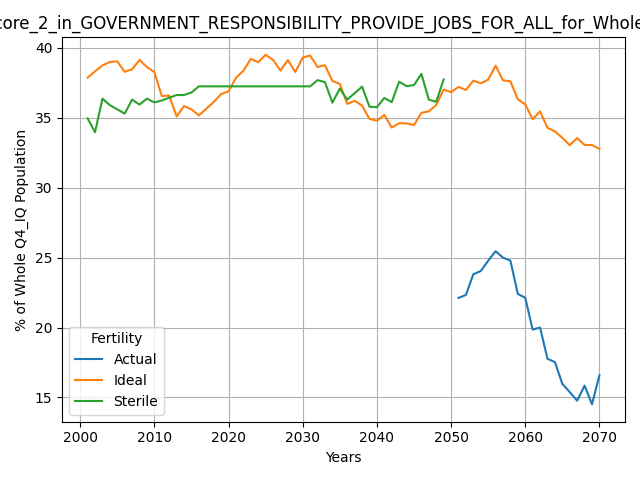 core_2_in_GOVERNMENT_RESPONSIBILITY_PROVIDE_JOBS_FOR_ALL_for_Whole
40
35
30
25
20
15
% of Whole Q4_IQ Population
Fertility
Actual
Ideal
Sterile
2000 2010 2020 2030 2040 2050 2060 2070
Years